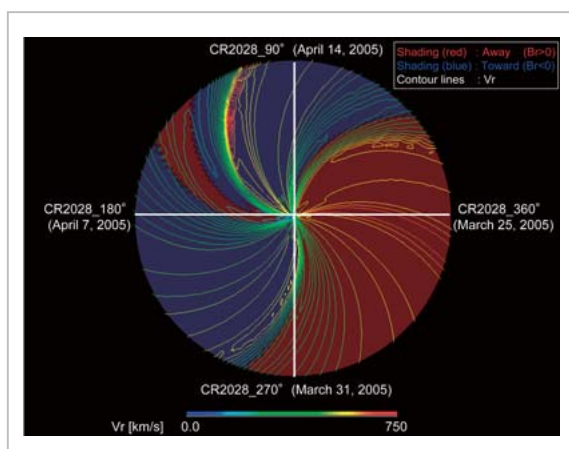 CR2028_90° (April 14, 2005)
Shading (red) : Away (Br>0)
Shading (blue) : Toward (Br<0)
Contour lines : Vr
CR2028_180°
(April 7, 2005)
CR2028_360°
(March 25, 2005)
CR2028_270° (March 31, 2005)
Vr [km/s] 0.0 750